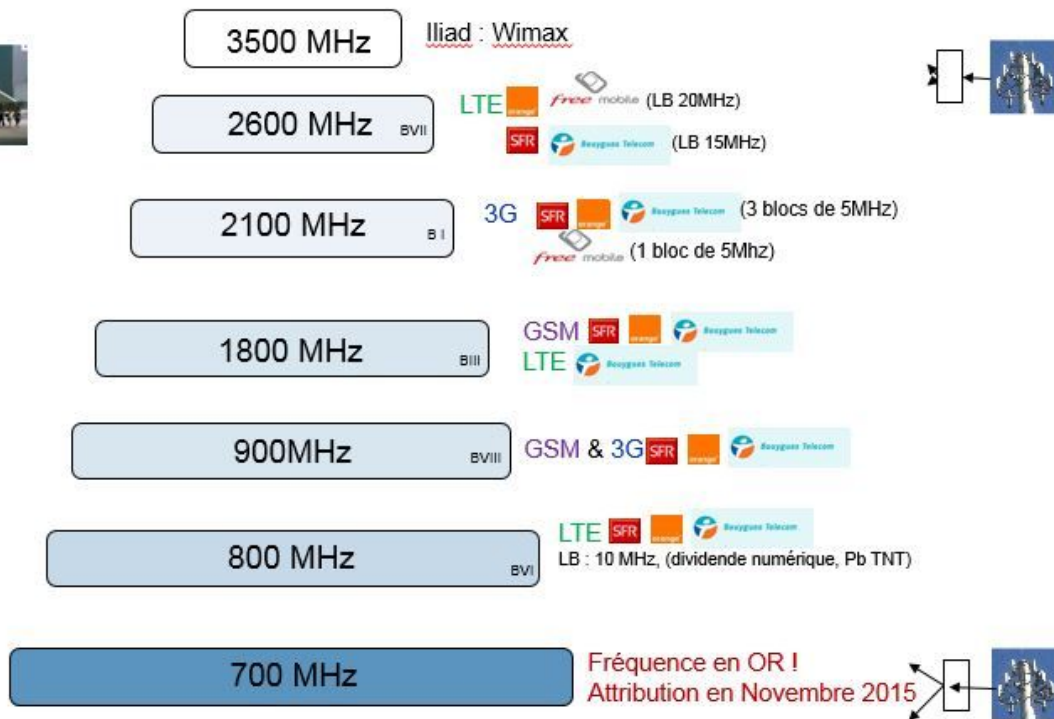 3500 MHz Iliad : Wimax
LTE orange free mobile (LB 20MHz)
2600 MHz BVII
SFR Bouygues Telecom (LB 15MHz)
2100 MHz B I 3G SFR orange Bouygues Telecom (3 blocs de 5MHz)
free mobile (1 bloc de 5Mhz)
GSM SFR orange Bouygues Telecom
1800 MHz BIII
LTE Bouygues Telecom
900MHz BVIII GSM & 3G SFR orange Bouygues Telecom
LTE SFR orange Bouygues Telecom
800 MHz BVI LB : 10 MHz, (dividende numérique, Pb TNT)
700 MHz
Fréquence en OR !
Attribution en Novembre 2015